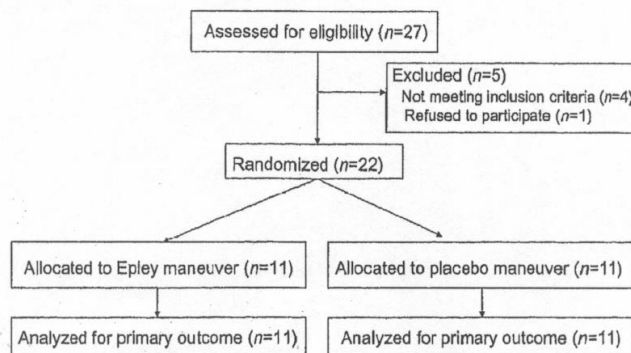 Assessed for eligibility (n=27)
Excluded (n=5)
Not meeting inclusion criteria (n=4)
Refused to participate (n=1)
Randomized (n=22)
Allocated to Epley maneuver (n=11)
Allocated to placebo maneuver (n=11)
Analyzed for primary outcome (n=11)
Analyzed for primary outcome (n=11)